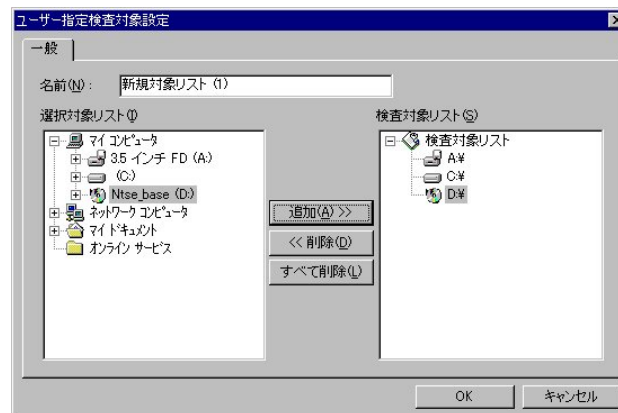 ユーザー指定検査対象設定
一般
名前(N): 新規対象リスト (1)
選択対象リスト(I)
マイ コンピュータ
3.5 インチ FD (A:)
(C:)
Ntse_base (D:)
ネットワーク コンピュータ
マイ ドキュメント
オンライン サービス
追加(A) >>
<< 削除(D)
すべて削除(L)
検査対象リスト(S)
検査対象リスト
A:¥
C:¥
D:¥
OK
キャンセル